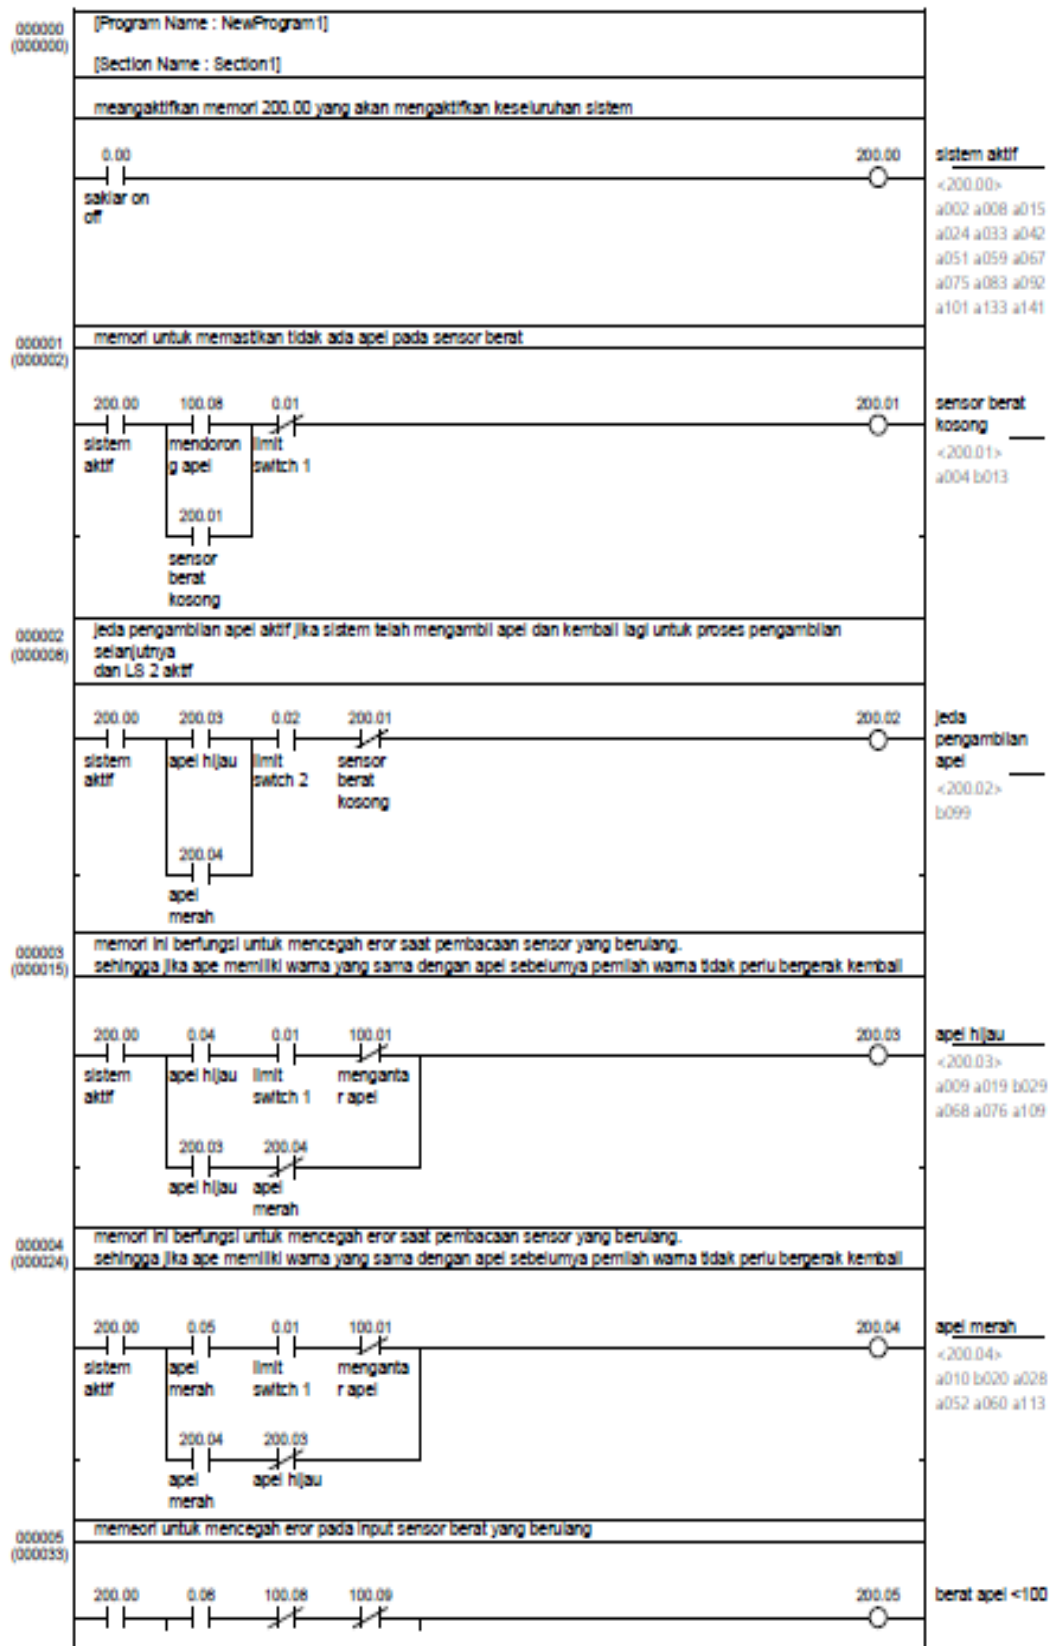 000000
(000000)
[Program Name : NewProgram1]
[Section Name : Section1]
meangaktifkan memori 200.00 yang akan mengaktifkan keseluruhan sistem
0.00
200.00
sistem aktif
saklar on
off
<200.00>
a002 a008 a015
a024 a033 a042
a051 a059 a067
a075 a083 a092
a101 a133 a141
000001
(000002)
memori untuk memastikan tidak ada apel pada sensor berat
200.00 100.08 0.01
200.01
sensor berat
kosong
sistem
aktif
mendoron
g apel
limit
switch 1
<200.01>
a004 b013
200.01
sensor
berat
kosong
000002
(000008)
jeda pengambilan apel aktif jika sistem telah mengambil apel dan kembali lagi untuk proses pengambilan
selanjutnya
dan LS 2 aktif
200.00 200.03 0.02 200.01
200.02
jeda
pengambilan
apel
sistem
aktif
apel hijau
limit
swtch 2
sensor
berat
kosong
<200.02>
b099
200.04
apel
merah
000003
(000015)
memori ini berfungsi untuk mencegah eror saat pembacaan sensor yang berulang.
sehingga jika ape memiliki warna yang sama dengan apel sebelumya pemilah warna tidak perlu bergerak kembali
200.00 0.04 0.01 100.01
200.03
apel hijau
sistem
aktif
apel hijau
limit
switch 1
menganta
r apel
<200.03>
a009 a019 b029
a068 a076 a109
200.03 200.04
apel hijau
apel
merah
000004
(000024)
memori ini berfungsi untuk mencegah eror saat pembacaan sensor yang berulang.
sehingga jika ape memiliki warna yang sama dengan apel sebelumya pemilah warna tidak perlu bergerak kembali
200.00 0.05 0.01 100.01
200.04
apel merah
sistem
aktif
apel
merah
limit
switch 1
menganta
r apel
<200.04>
a010 b020 a028
a052 a060 a113
200.04 200.03
apel
merah
apel hijau
000005
(000033)
memeori untuk mencegah eror pada input sensor berat yang berulang
200.00 0.06 100.08 100.09
200.05
berat apel <100